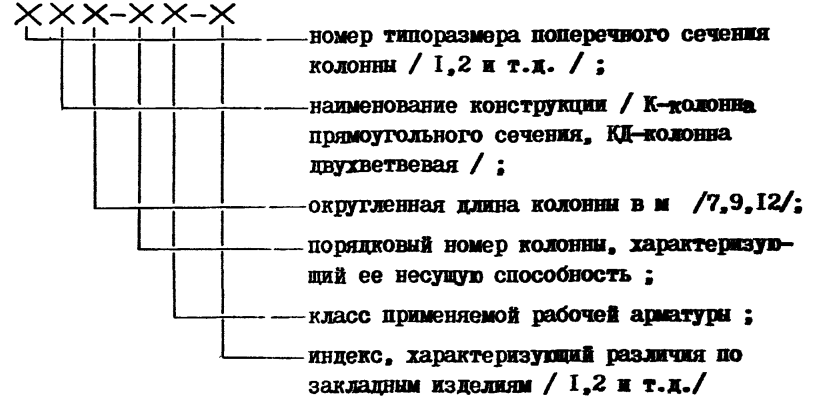 ХХХ-ХХ-Х
номер типоразмера поперечного сечения
колонны / I,2 и т.д. / ;
наименование конструкции / К-колонна
прямоугольного сечения, КД-колонна
двухветвевая / ;
округленная длина колонны в м /7,9,I2/;
порядковый номер колонны, характеризую-
щий ее несущую способность ;
класс применяемой рабочей арматуры ;
индекс, характеризующий различия по
закладным изделиям / I,2 и т.д./